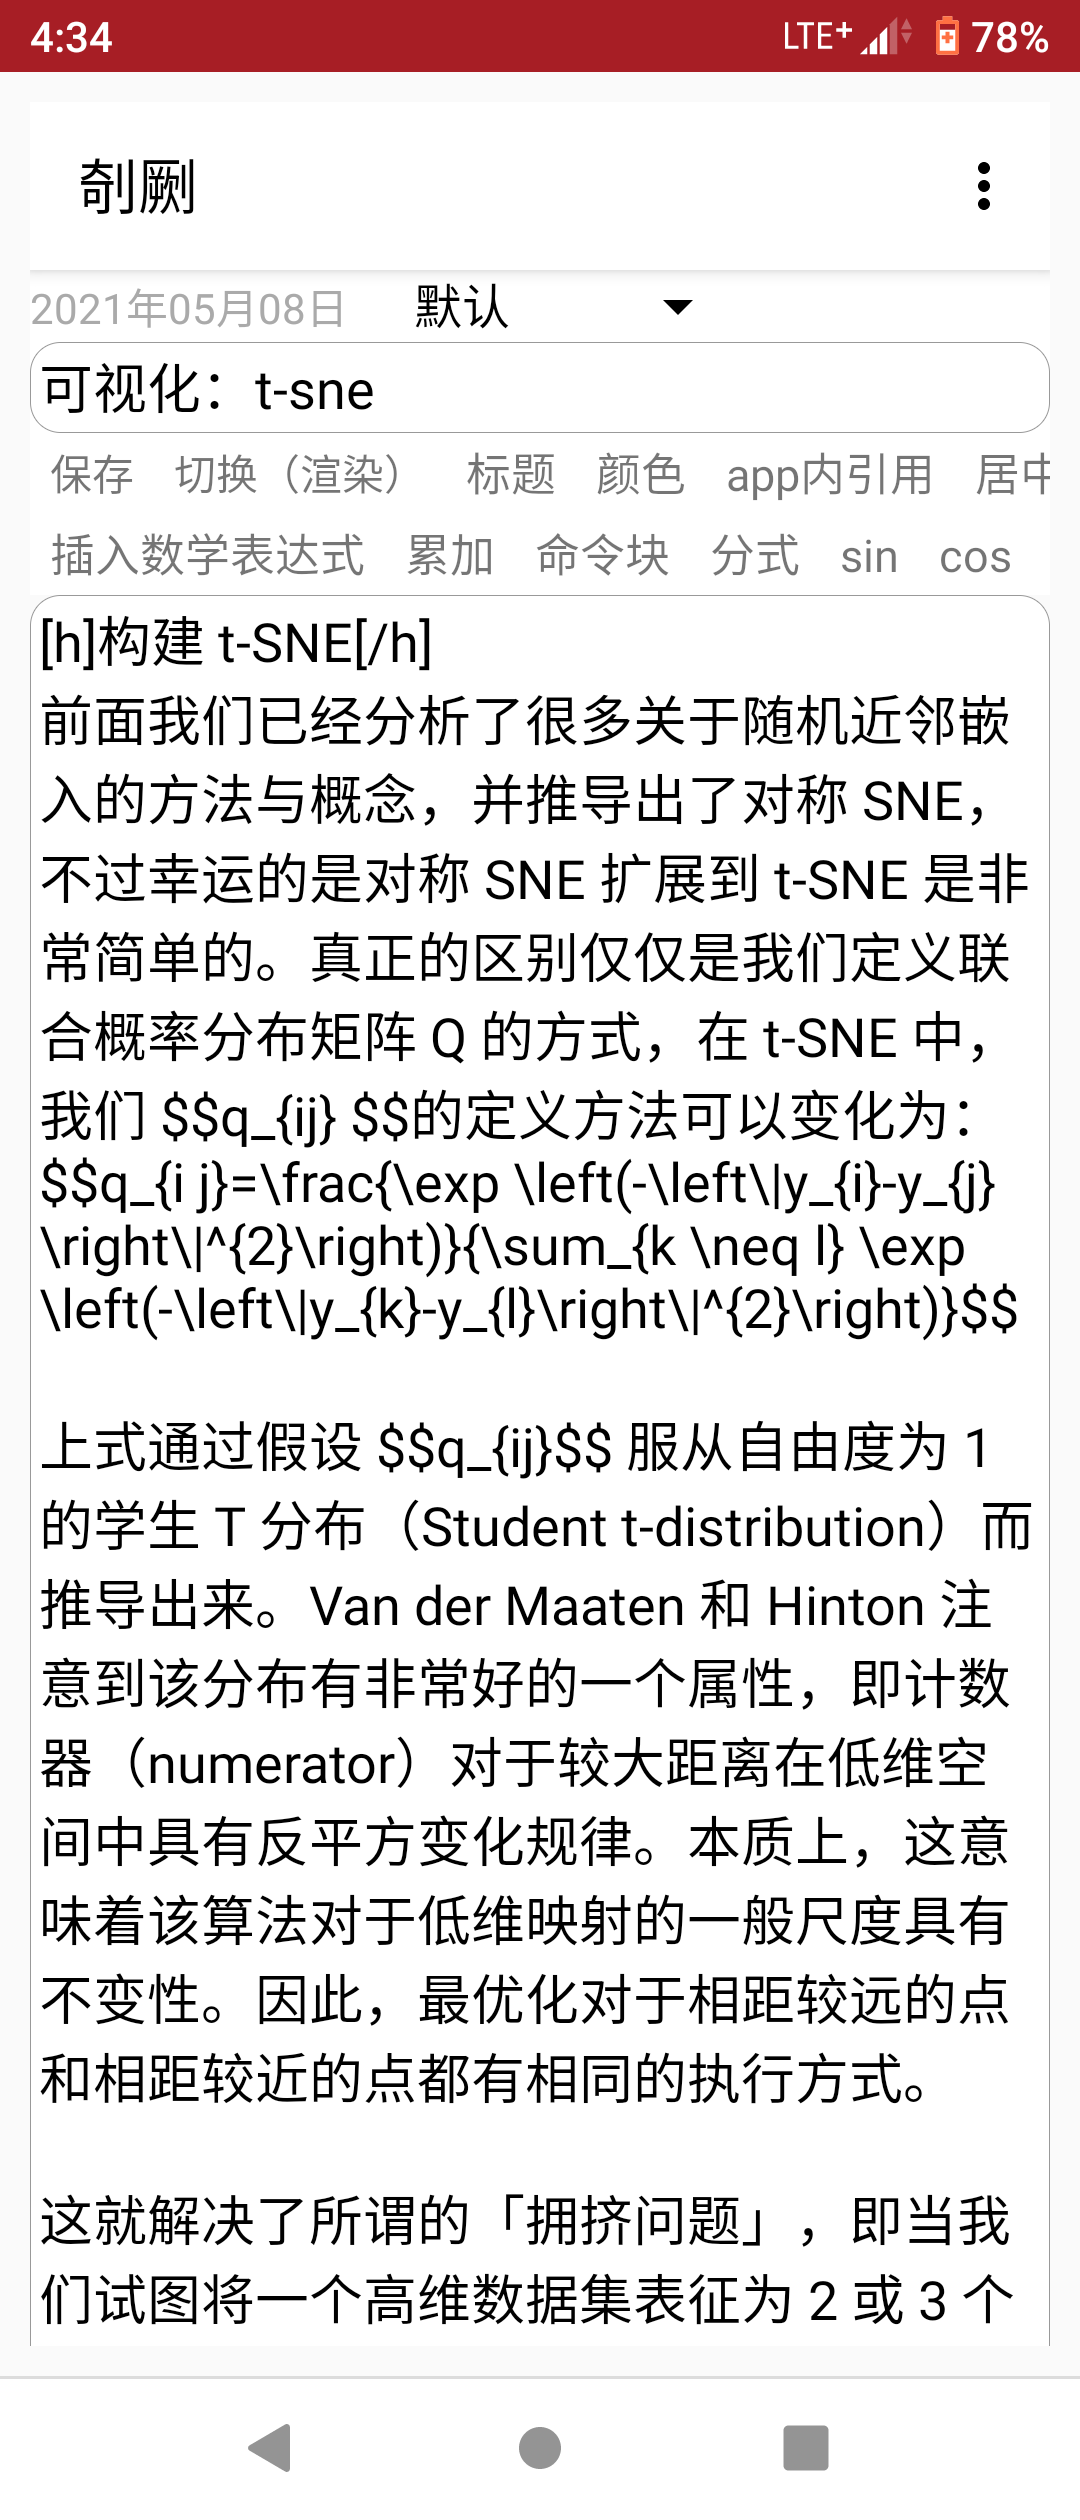 4:34
LTE+
78%
剞劂
2021年05月08日
默认
可视化：t-sne
保存 切换（渲染） 标题 颜色 app内引用 居中
插入数学表达式 累加 命令块 分式 sin cos
[h]构建 t-SNE[/h]
前面我们已经分析了很多关于随机近邻嵌
入的方法与概念，并推导出了对称 SNE，
不过幸运的是对称 SNE 扩展到 t-SNE 是非
常简单的。真正的区别仅仅是我们定义联
合概率分布矩阵 Q 的方式，在 t-SNE 中，
我们 $$q_{ij} $$的定义方法可以变化为：
$$q_{i j}=\frac{\exp \left(-\left\|y_{i}-y_{j}
\right\|^{2}\right)}{\sum_{k \neq l} \exp
\left(-\left\|y_{k}-y_{l}\right\|^{2}\right)}$$
上式通过假设 $$q_{ij}$$ 服从自由度为 1
的学生 T 分布（Student t-distribution）而
推导出来。Van der Maaten 和 Hinton 注
意到该分布有非常好的一个属性，即计数
器（numerator）对于较大距离在低维空
间中具有反平方变化规律。本质上，这意
味着该算法对于低维映射的一般尺度具有
不变性。因此，最优化对于相距较远的点
和相距较近的点都有相同的执行方式。
这就解决了所谓的「拥挤问题」，即当我
们试图将一个高维数据集表征为 2 或 3 个